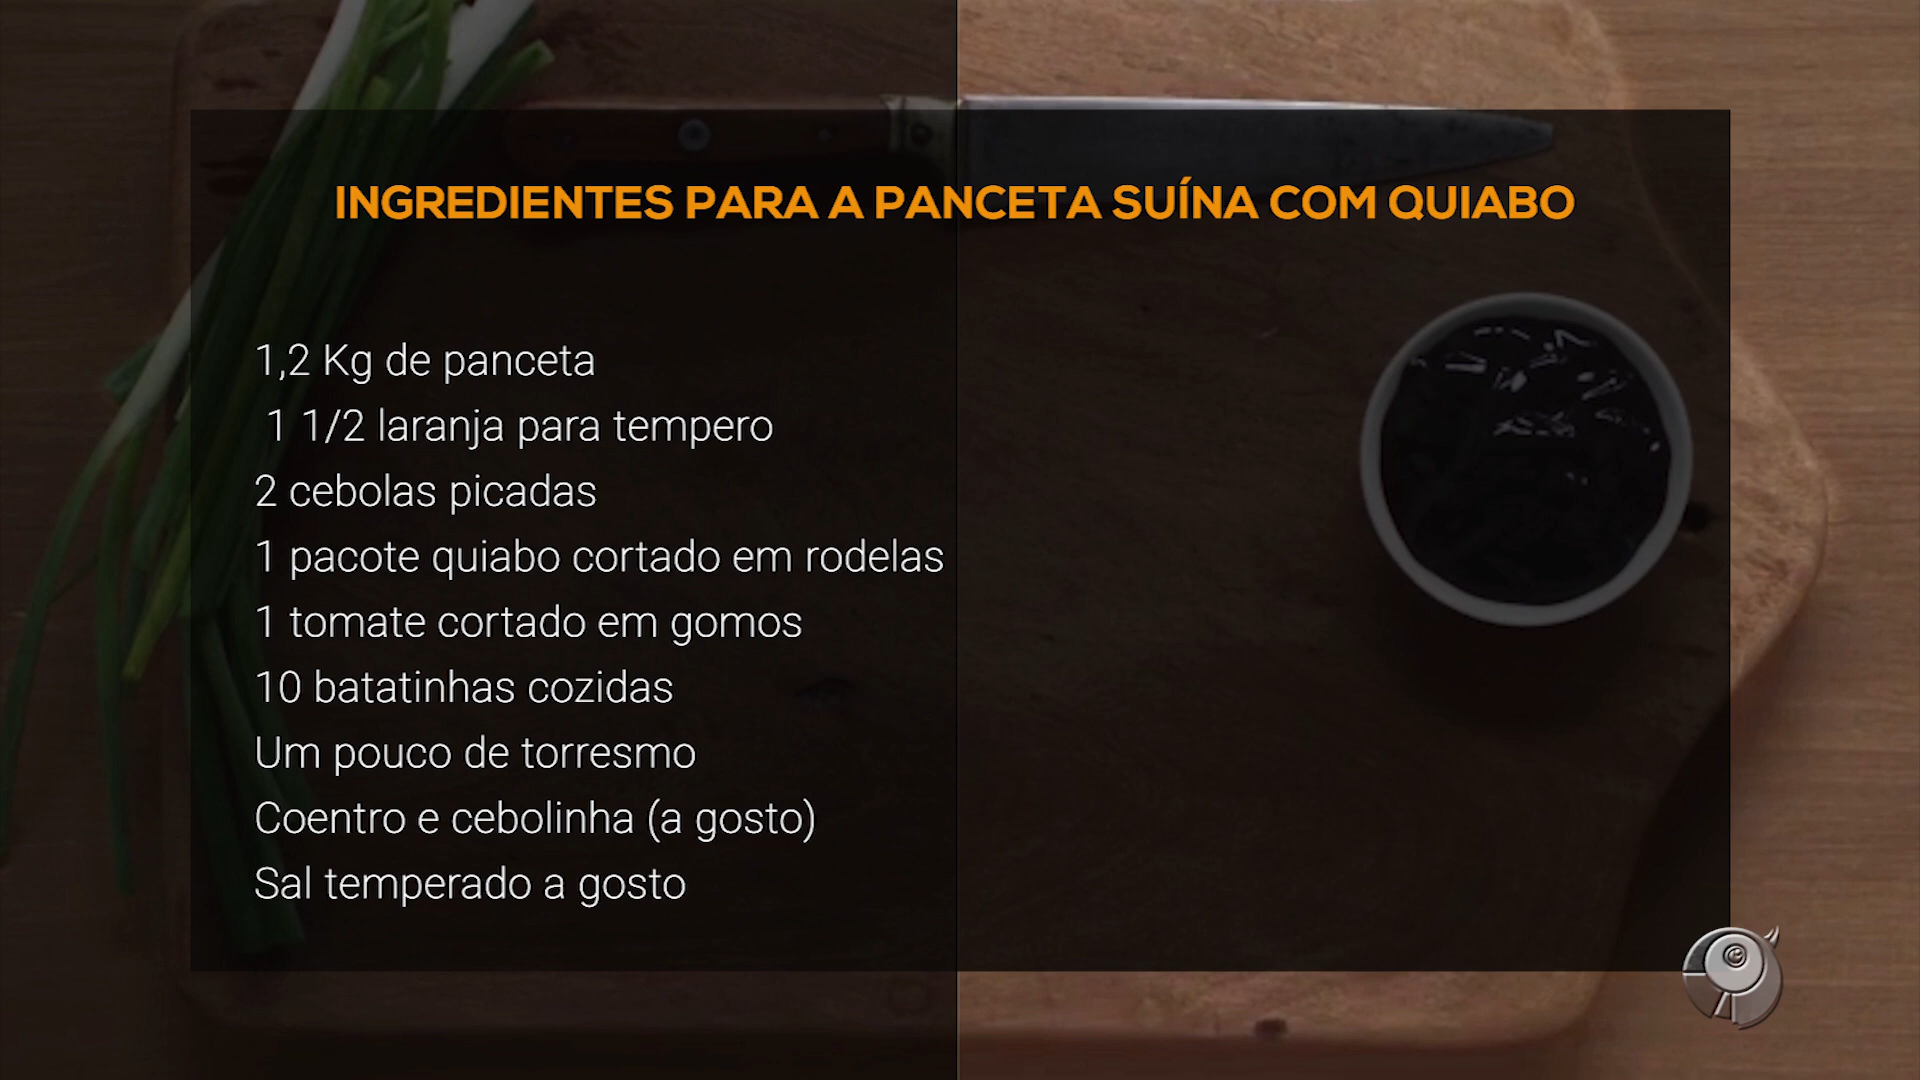 INGREDIENTES PARA A PANCETA SUÍNA COM QUIABO
1,2 Kg de panceta
1 1/2 laranja para tempero
2 cebolas picadas
1 pacote quiabo cortado em rodelas
1 tomate cortado em gomos
10 batatinhas cozidas
Um pouco de torresmo
Coentro e cebolinha (a gosto)
Sal temperado a gosto